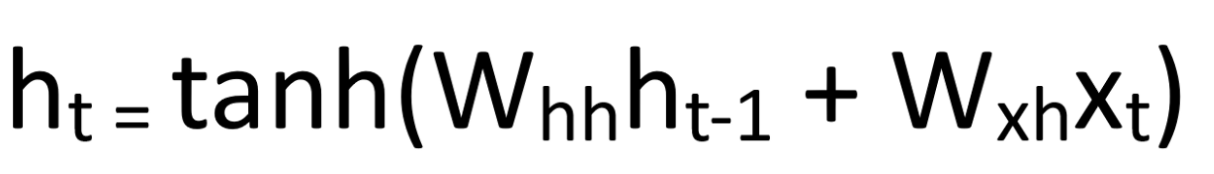 hₜ = tanh(Wₕₕhₜ₋₁ + Wₓₕxₜ)